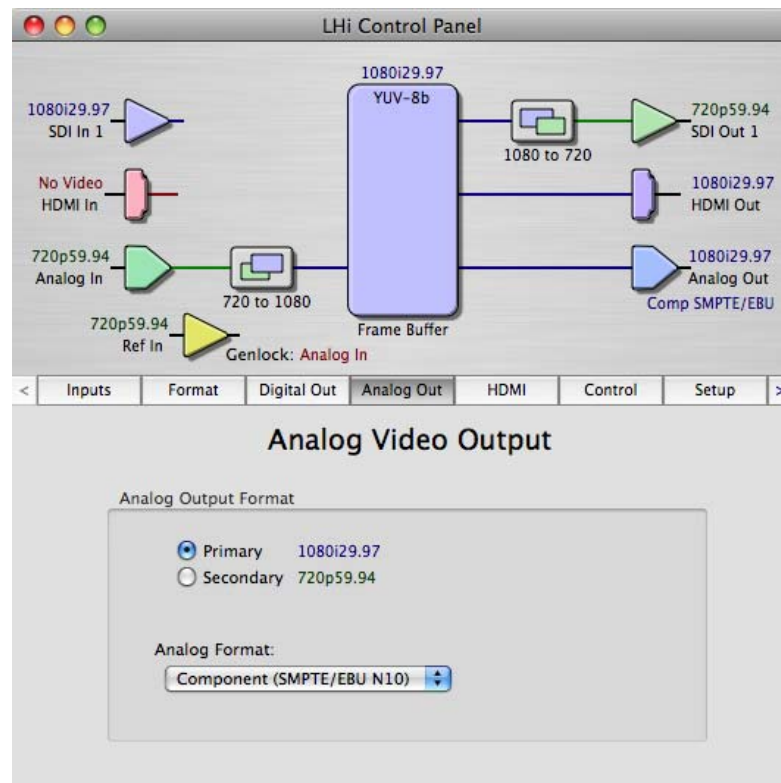 LHi Control Panel
1080i29.97
YUV-8b
1080i29.97
SDI In 1
1080 to 720
720p59.94
SDI Out 1
No Video
HDMI In
1080i29.97
HDMI Out
720p59.94
Analog In
720 to 1080
1080i29.97
Analog Out
Comp SMPTE/EBU
720p59.94
Ref In
Genlock: Analog In
Frame Buffer
< Inputs Format Digital Out Analog Out HDMI Control Setup >
Analog Video Output
Analog Output Format
Primary 1080i29.97
Secondary 720p59.94
Analog Format:
Component (SMPTE/EBU N10)